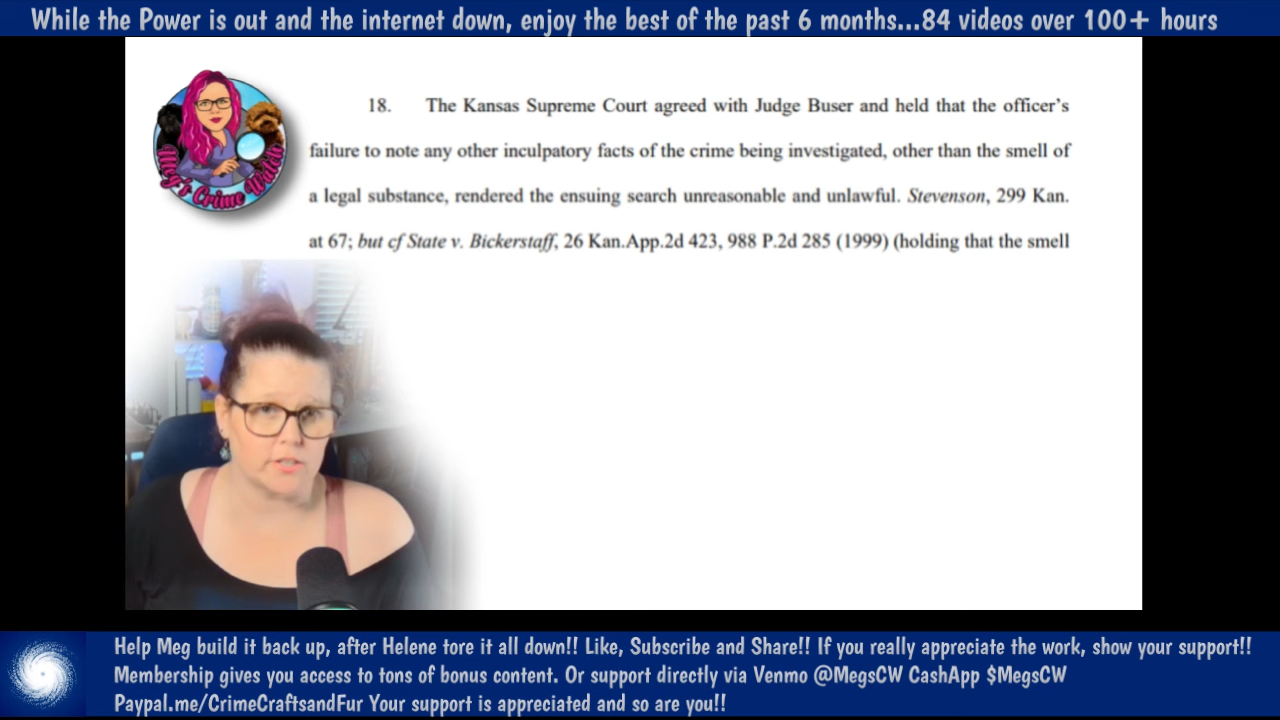 While the Power is out and the internet down, enjoy the best of the past 6 months...84 videos over 100+ hours
Meg's Crime Watch
18. The Kansas Supreme Court agreed with Judge Buser and held that the officer's
failure to note any other inculpatory facts of the crime being investigated, other than the smell of
a legal substance, rendered the ensuing search unreasonable and unlawful. Stevenson, 299 Kan.
at 67; but cf State v. Bickerstaff, 26 Kan.App.2d 423, 988 P.2d 285 (1999) (holding that the smell
Help Meg build it back up, after Helene tore it all down!! Like, Subscribe and Share!! If you really appreciate the work, show your support!!
Membership gives you access to tons of bonus content. Or support directly via Venmo @MegsCW CashApp $MegsCW
Paypal.me/CrimeCraftsandFur Your support is appreciated and so are you!!